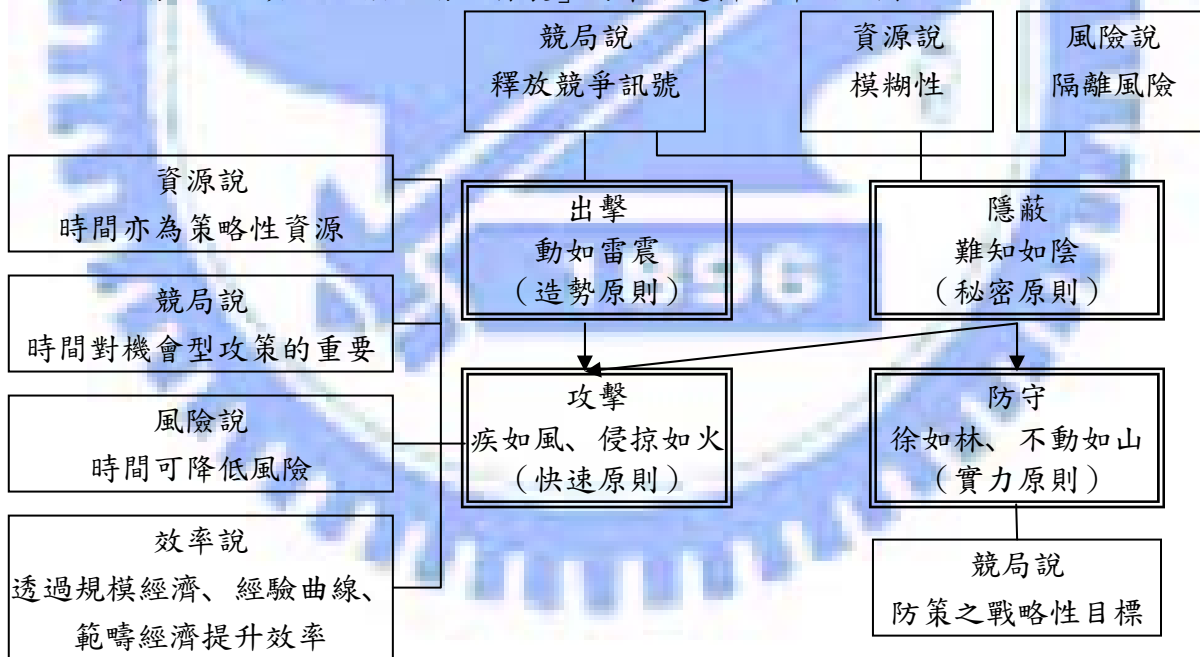 競局說
釋放競爭訊號
資源說
模糊性
風險說
隔離風險
資源說
時間亦為策略性資源
出擊
動如雷震
（造勢原則）
隱蔽
難知如陰
（秘密原則）
1896
競局說
時間對機會型攻策的重要
攻擊
疾如風、侵掠如火
（快速原則）
防守
徐如林、不動如山
（實力原則）
風險說
時間可降低風險
效率說
透過規模經濟、經驗曲線、
範疇經濟提升效率
競局說
防策之戰略性目標